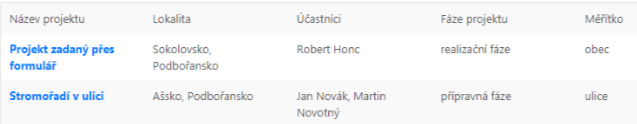 Název projektu Lokalita Účastníci Fáze projektu Měřítko
Projekt zadaný přes Sokolovsko, Robert Honc realizační fáze obec
formulář Podbořansko
Stromořadí v ulici Ašsko, Podbořansko Jan Novák, Martin přípravná fáze ulice
Novotný